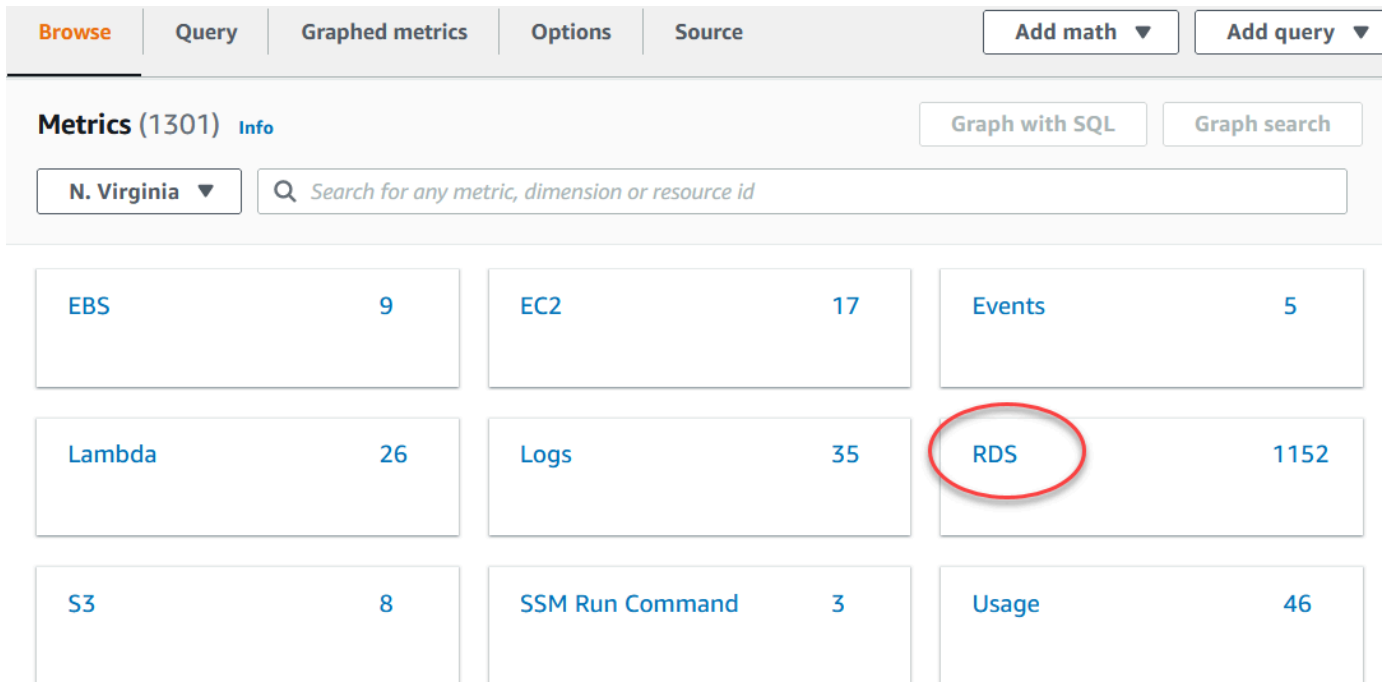 Browse Query Graphed metrics Options Source Add math Add query
Metrics (1301) Info Graph with SQL Graph search
N. Virginia Search for any metric, dimension or resource id
EBS 9 EC2 17 Events 5
Lambda 26 Logs 35 RDS 1152
S3 8 SSM Run Command 3 Usage 46